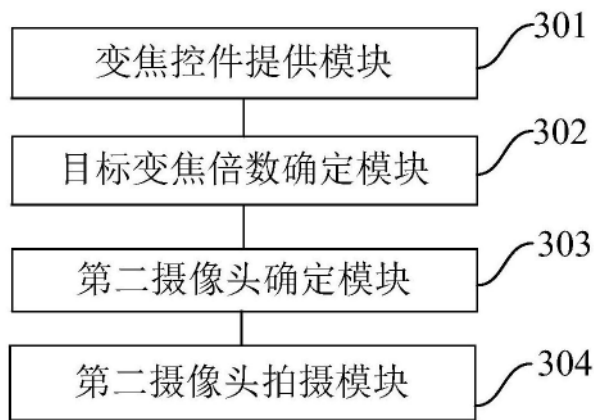 301
变焦控件提供模块
302
目标变焦倍数确定模块
303
第二摄像头确定模块
304
第二摄像头拍摄模块